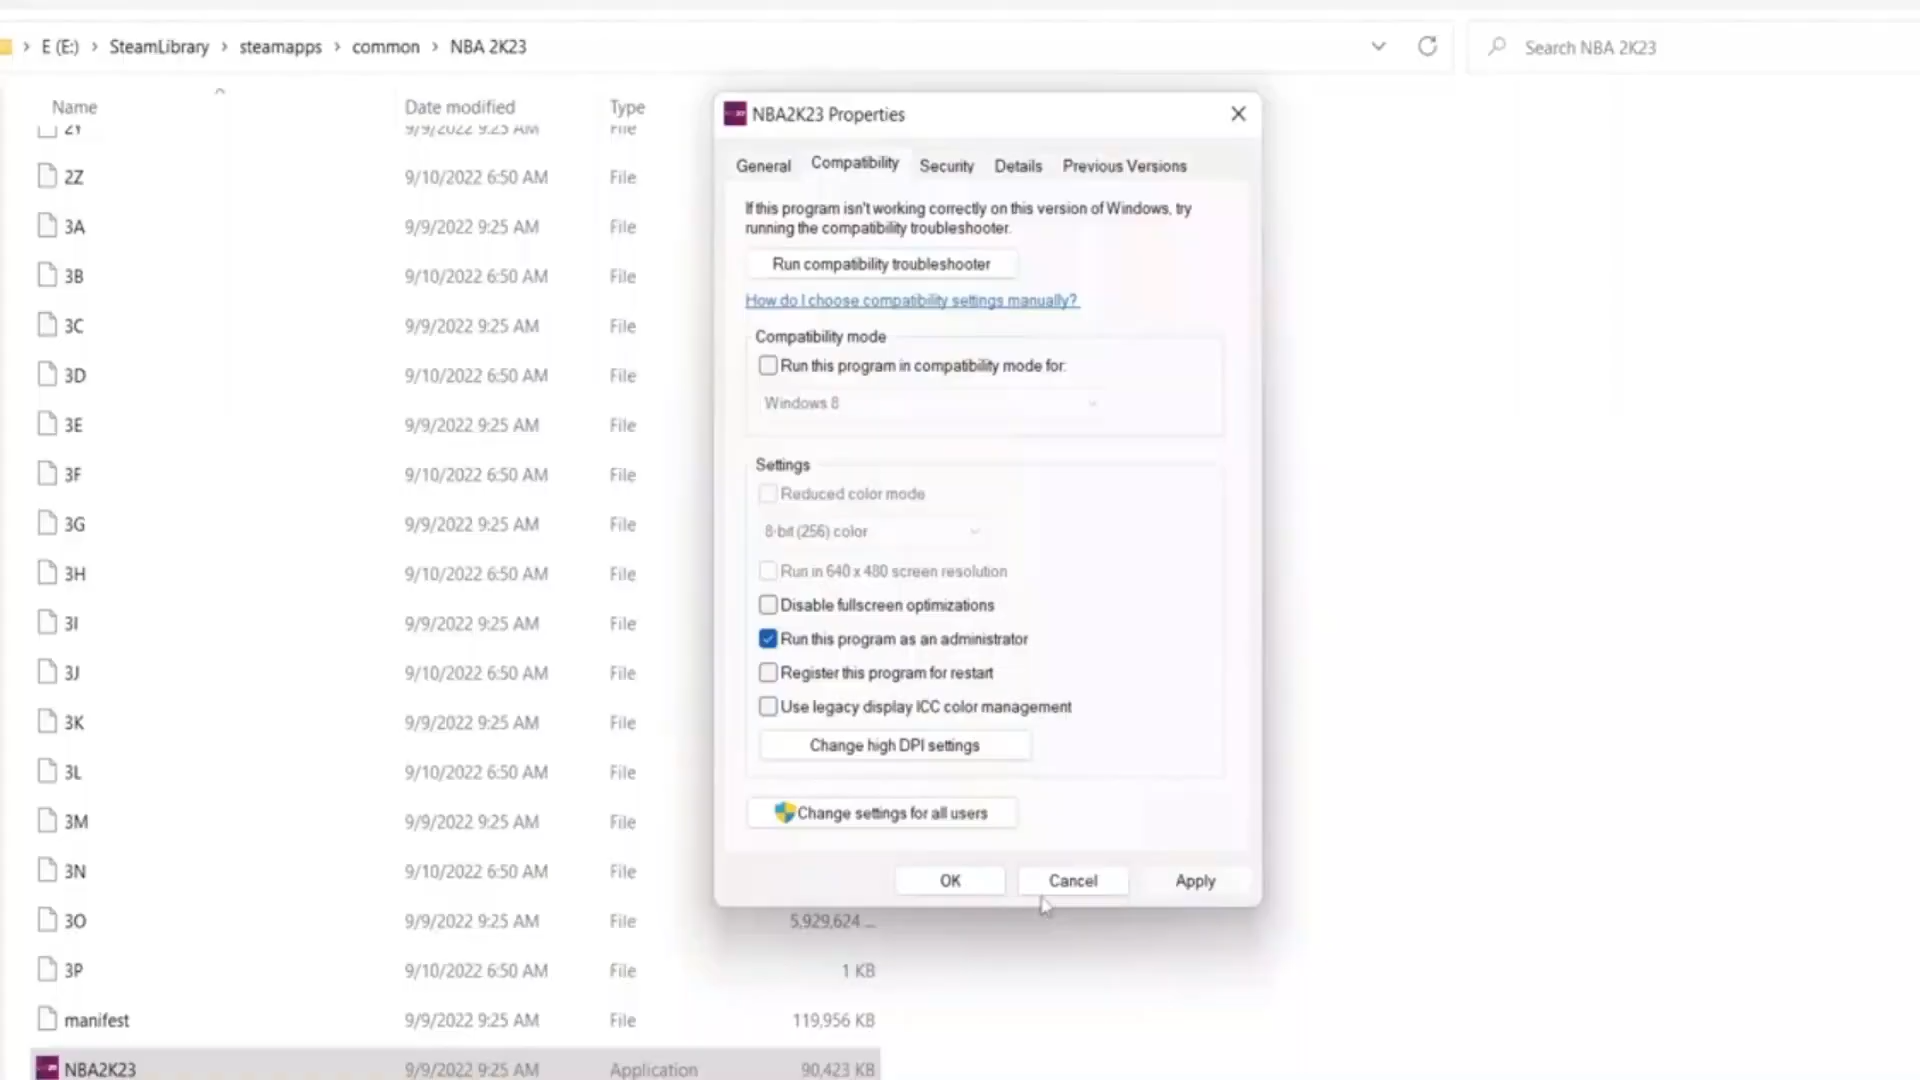 E (E:) > SteamLibrary > steamapps > common > NBA 2K23
Search NBA 2K23
Name Date modified Type
2Y 9/9/2022 9:25 AM File
2Z 9/10/2022 6:50 AM File
3A 9/9/2022 9:25 AM File
3B 9/10/2022 6:50 AM File
3C 9/9/2022 9:25 AM File
3D 9/10/2022 6:50 AM File
3E 9/9/2022 9:25 AM File
3F 9/10/2022 6:50 AM File
3G 9/9/2022 9:25 AM File
3H 9/10/2022 6:50 AM File
3I 9/9/2022 9:25 AM File
3J 9/10/2022 6:50 AM File
3K 9/9/2022 9:25 AM File
3L 9/10/2022 6:50 AM File
3M 9/9/2022 9:25 AM File
3N 9/10/2022 6:50 AM File
3O 9/9/2022 9:25 AM File 5,929,624 ...
3P 9/10/2022 6:50 AM File 1 KB
manifest 9/9/2022 9:25 AM File 119,956 KB
NBA2K23 9/9/2022 9:25 AM Application 90,423 KB
NBA2K23 Properties
General Compatibility Security Details Previous Versions
If this program isn't working correctly on this version of Windows, try
running the compatibility troubleshooter.
Run compatibility troubleshooter
How do I choose compatibility settings manually?
Compatibility mode
Run this program in compatibility mode for:
Windows 8
Settings
Reduced color mode
8-bit (256) color
Run in 640 x 480 screen resolution
Disable fullscreen optimizations
Run this program as an administrator
Register this program for restart
Use legacy display ICC color management
Change high DPI settings
Change settings for all users
OK Cancel Apply